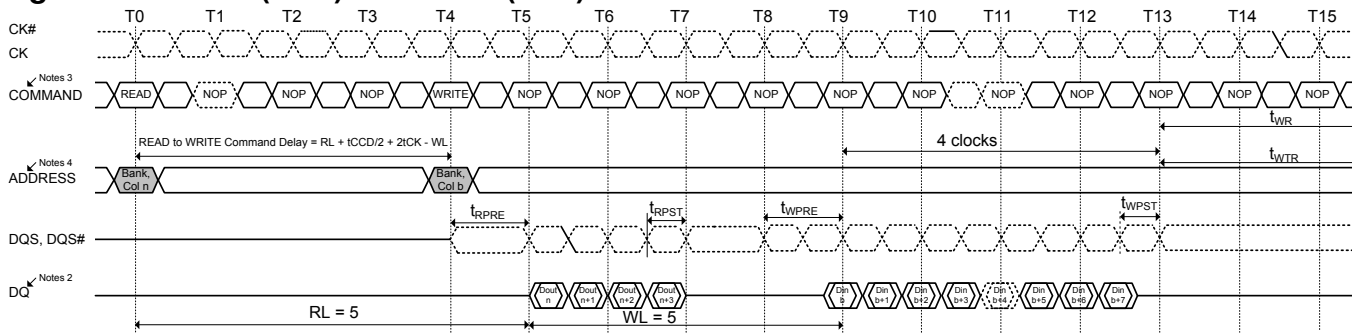 T0 T1 T2 T3 T4 T5 T6 T7 T8 T9 T10 T11 T12 T13 T14 T15
CK#
CK
Notes 3
COMMAND READ NOP NOP NOP WRITE NOP NOP NOP NOP NOP NOP NOP NOP NOP NOP NOP
tWR
READ to WRITE Command Delay = RL + tCCD/2 + 2tCK - WL
4 clocks
tWTR
Notes 4
ADDRESS
Bank, Col n
Bank, Col b
tRPRE tRPST tWPRE tWPST
DQS, DQS#
Notes 2
DQ
Dout n Dout n+1 Dout n+2 Dout n+3 Din b Din b+1 Din b+2 Din b+3 Din b+4 Din b+5 Din b+6 Din b+7
RL = 5 WL = 5